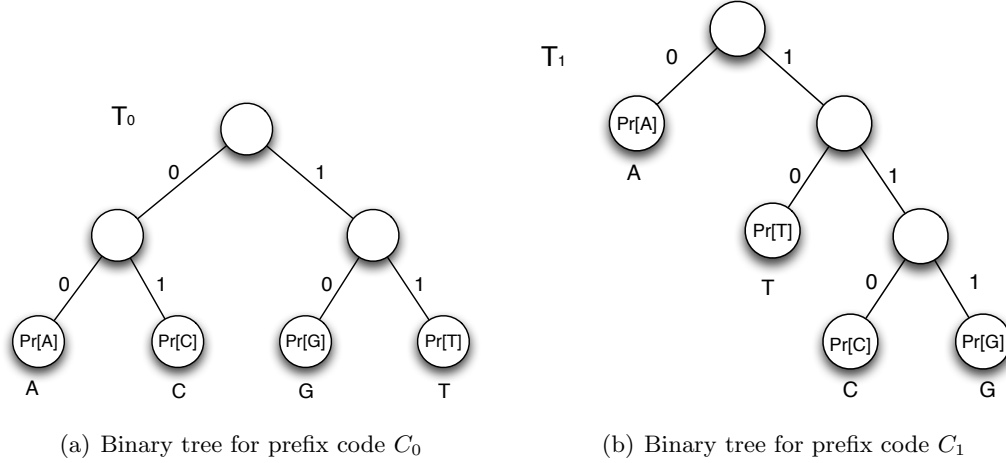 T0
0
1
0
1
0
1
Pr[A]
Pr[C]
Pr[G]
Pr[T]
A
C
G
T
(a) Binary tree for prefix code C0
T1
0
1
Pr[A]
A
0
1
Pr[T]
T
0
1
Pr[C]
Pr[G]
C
G
(b) Binary tree for prefix code C1